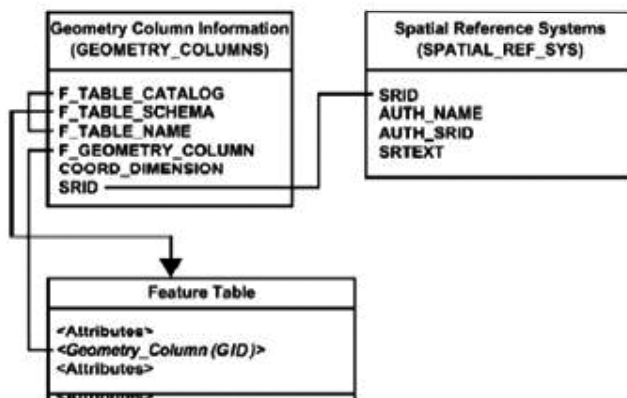 Geometry Column Information
(GEOMETRY_COLUMNS)
F_TABLE_CATALOG
F_TABLE_SCHEMA
F_TABLE_NAME
F_GEOMETRY_COLUMN
COORD_DIMENSION
SRID
Spatial Reference Systems
(SPATIAL_REF_SYS)
SRID
AUTH_NAME
AUTH_SRID
SRTEXT
Feature Table
<Attributes>
<Geometry_Column (GID)>
<Attributes>
<Attributes>